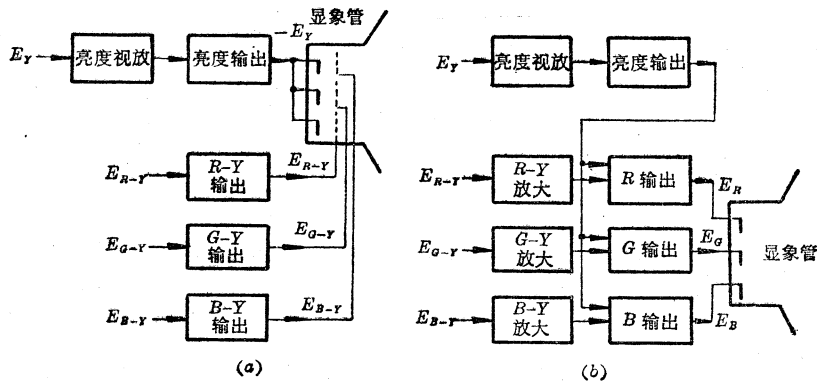 显象管
−E_Y
E_Y
亮度视放
亮度输出
E_{R-Y}
R-Y
输出
E_{R-Y}
E_{G-Y}
G-Y
输出
E_{G-Y}
E_{B-Y}
B-Y
输出
E_{B-Y}
(a)
E_Y
亮度视放
亮度输出
E_{R-Y}
R-Y
放大
R 输出
E_R
E_{G-Y}
G-Y
放大
G 输出
E_G
显象管
E_{B-Y}
B-Y
放大
B 输出
E_B
(b)